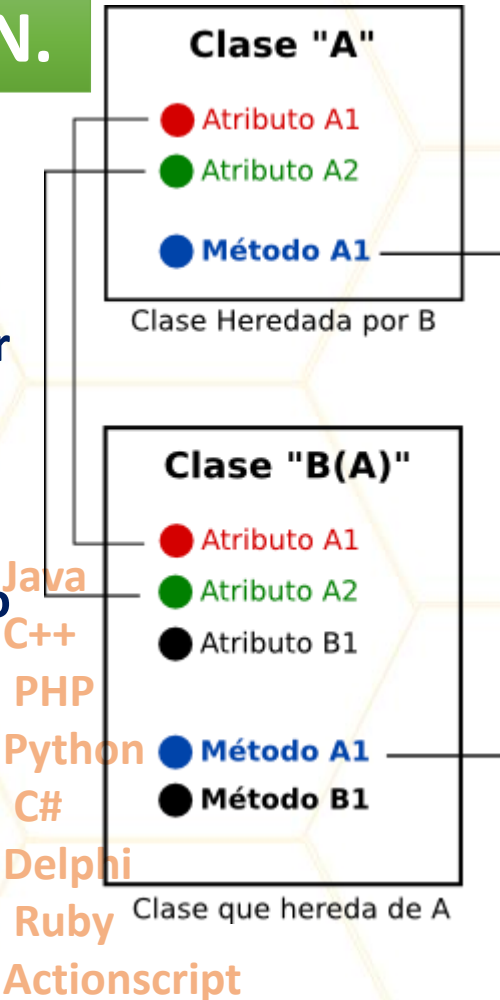 N.
Clase "A"
Atributo A1
Atributo A2
Método A1
Clase Heredada por B
r
Clase "B(A)"
Atributo A1
Atributo A2
Atributo B1
Método A1
Método B1
Clase que hereda de A
o
Java
C++
PHP
Python
C#
Delphi
Ruby
Actionscript